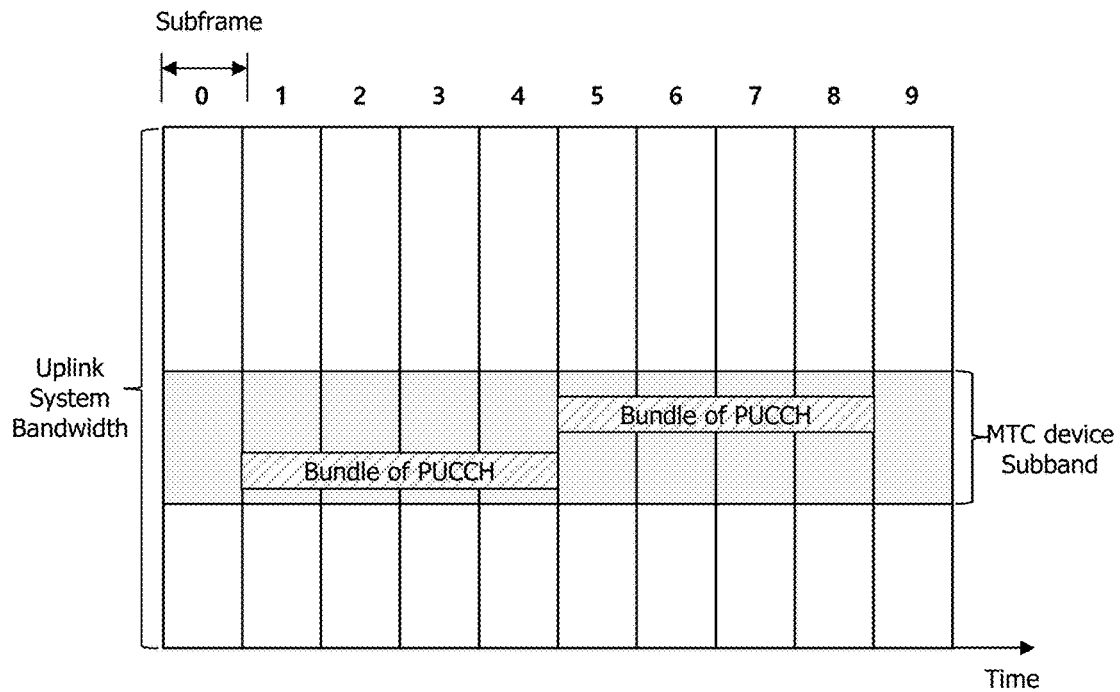 Subframe
0 1 2 3 4 5 6 7 8 9
Uplink
System
Bandwidth
Bundle of PUCCH
Bundle of PUCCH
MTC device
Subband
Time